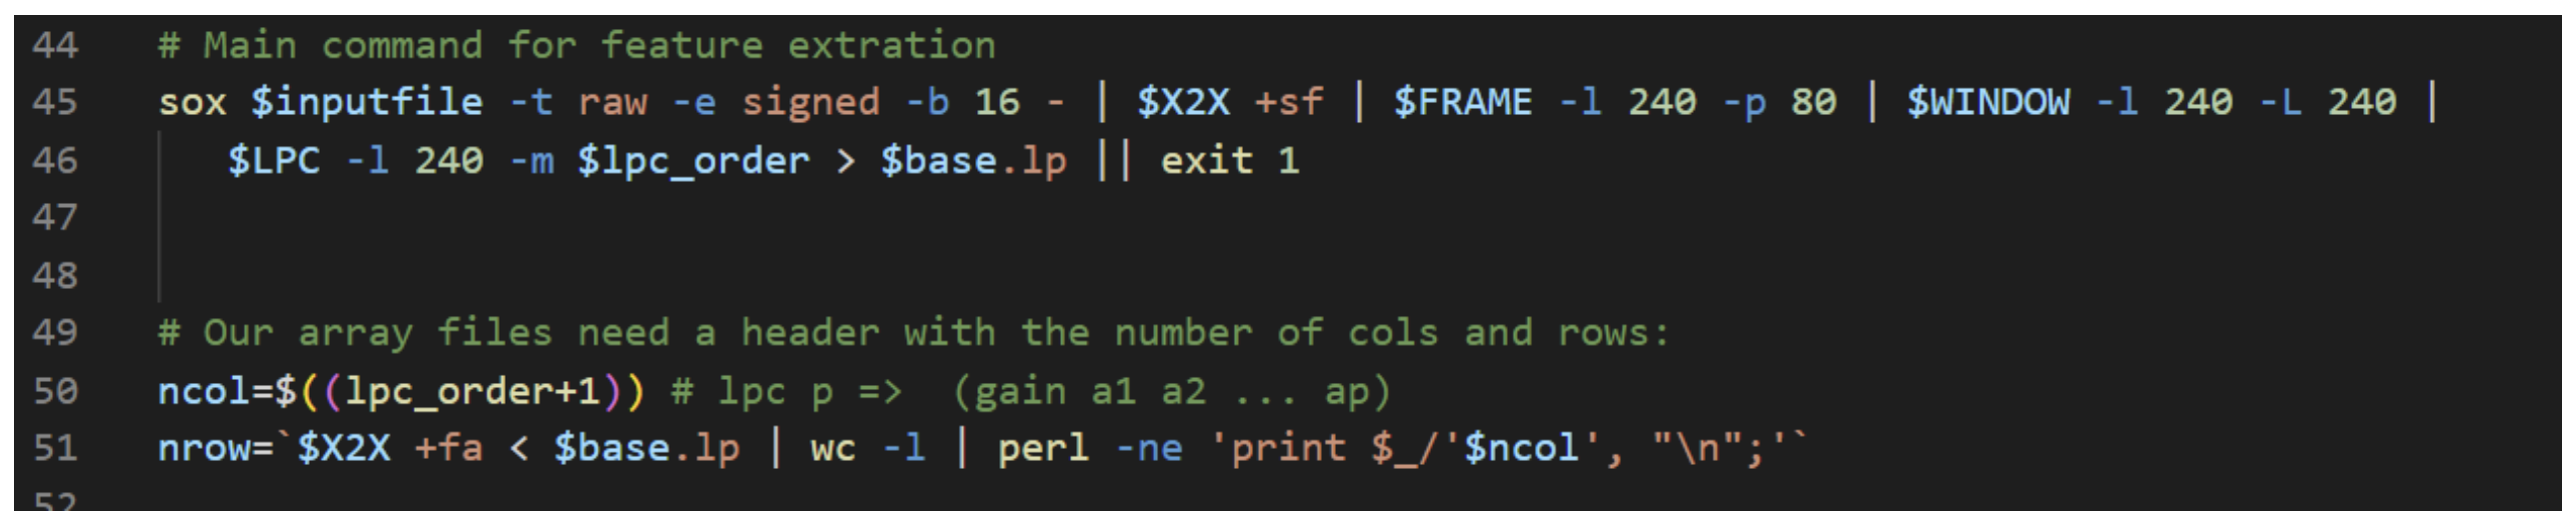 44 # Main command for feature extration
45 sox $inputfile -t raw -e signed -b 16 - | $X2X +sf | $FRAME -l 240 -p 80 | $WINDOW -l 240 -L 240 |
46 $LPC -l 240 -m $lpc_order > $base.lp || exit 1
47
48
49 # Our array files need a header with the number of cols and rows:
50 ncol=$((lpc_order+1)) # lpc p =>  (gain a1 a2 ... ap)
51 nrow=`$X2X +fa < $base.lp | wc -l | perl -ne 'print $_/'$ncol', "\n";'`
52